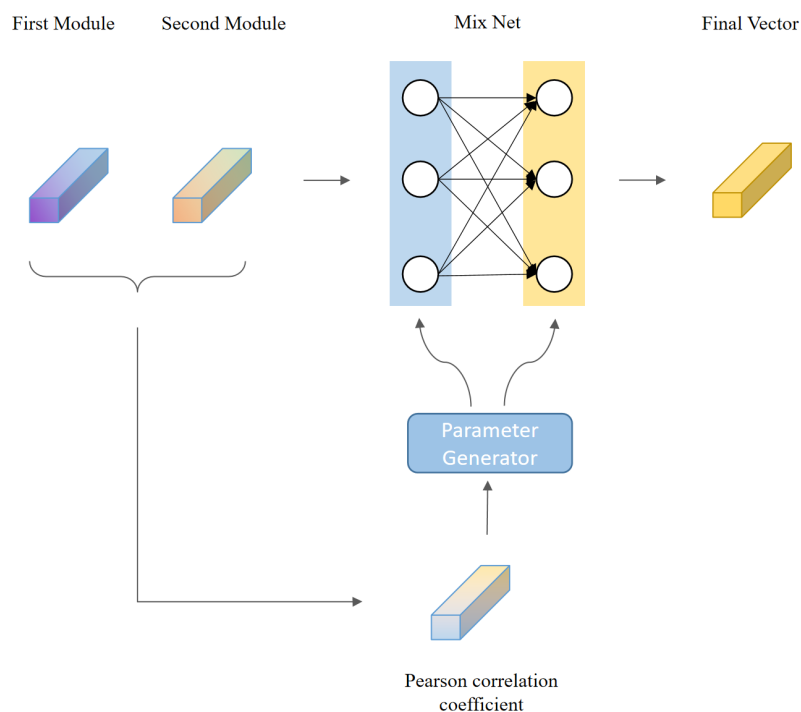 First Module
Second Module
Mix Net
Final Vector
Parameter
Generator
Pearson correlation
coefficient